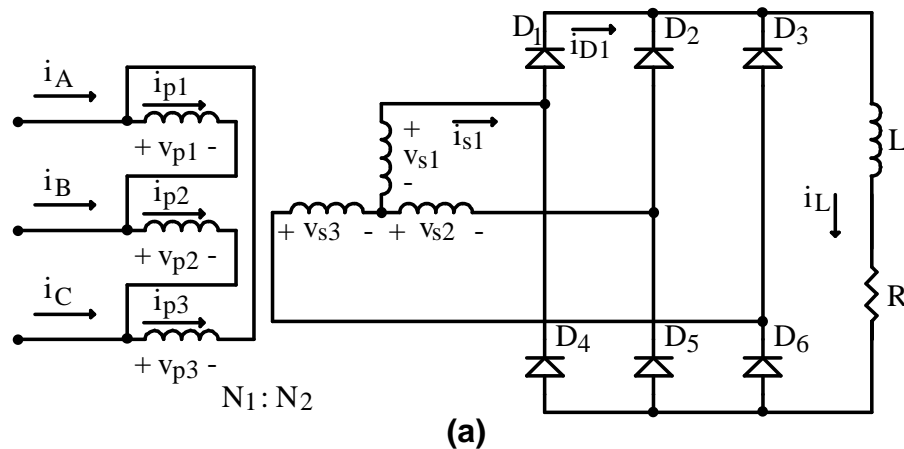 D1 iD1 D2 D3
iA ip1
+ vp1 -
iB ip2
+ vp2 -
iC ip3
+ vp3 -
N1 : N2
+ vs1 -
is1
+ vs3 - + vs2 -
L
iL
R
D4 D5 D6
(a)